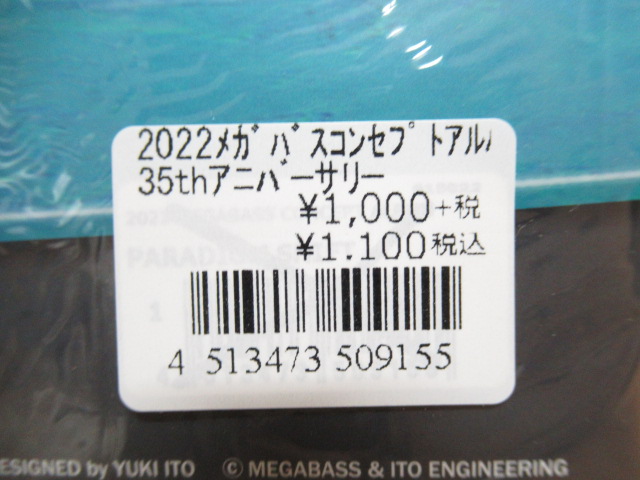 2022ﾒｶﾞﾊﾞｽｺﾝｾﾌﾟﾄｱﾙ
35thアニバーサリー
¥1,000+税
¥1.100税込
4 513473 509155
DESIGNED by YUKI ITO © MEGABASS & ITO ENGINEERING